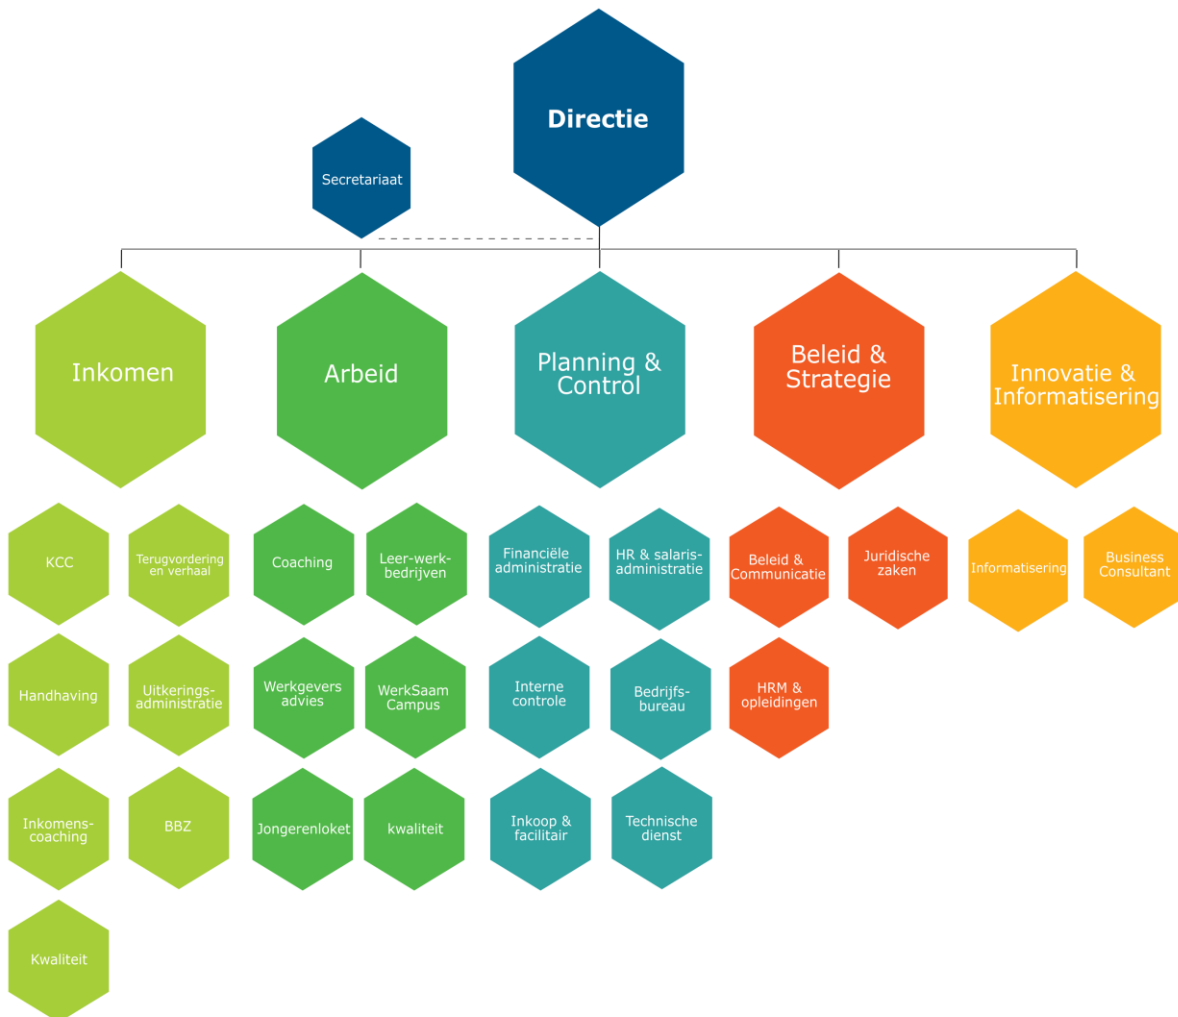 Directie
Secretariaat
Inkomen
Arbeid
Planning &
Control
Beleid &
Strategie
Innovatie &
Informatisering
KCC
Terugvordering
en verhaal
Coaching
Leer-werk-
bedrijven
Financiële
administratie
HR & salaris-
administratie
Beleid &
Communicatie
Juridische
zaken
Informatisering
Business
Consultant
Handhaving
Uitkerings-
administratie
Werkgevers
advies
WerkSaam
Campus
Interne
controle
Bedrijfs-
bureau
HRM &
opleidingen
Inkomens-
coaching
BBZ
Jongerenloket
kwaliteit
Inkoop &
facilitair
Technische
dienst
Kwaliteit